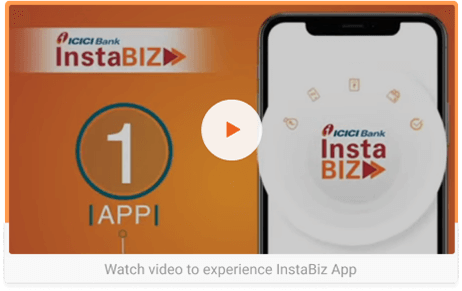 ICICI Bank
InstaBIZ
1
|APP|
ICICI Bank
Insta
BIZ
Watch video to experience InstaBiz App